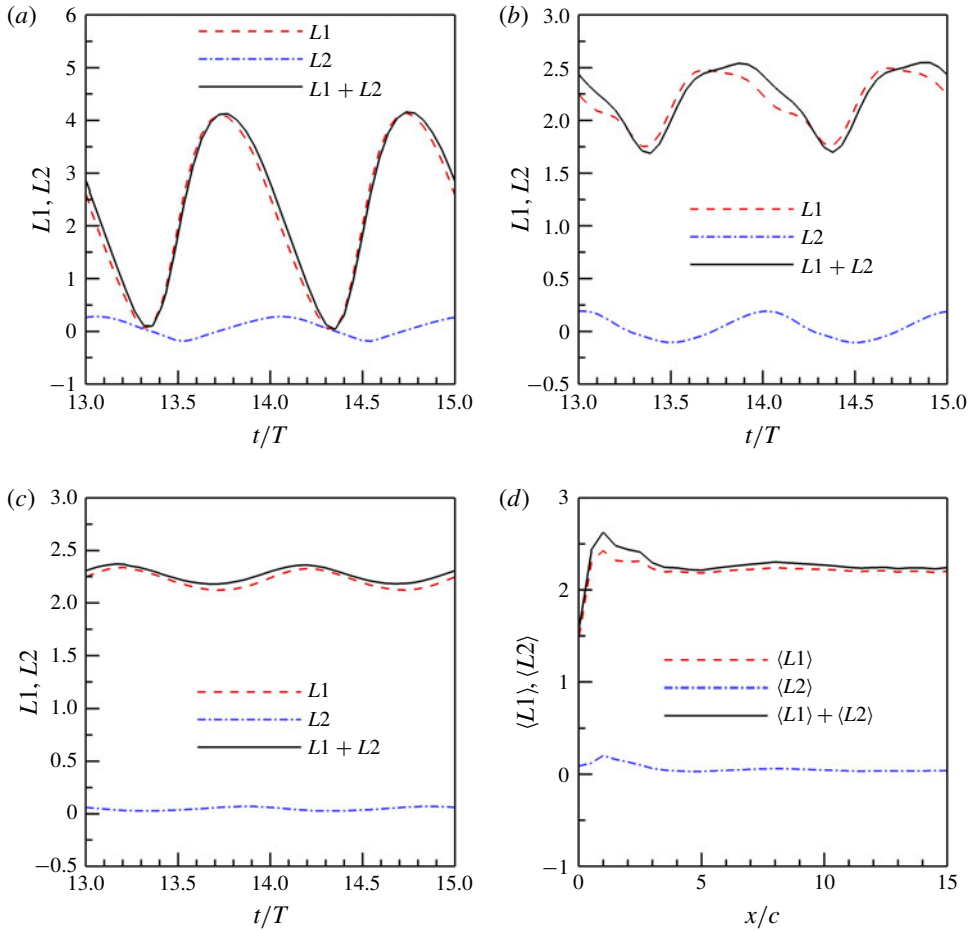 (a)
6
5
4
3
2
1
0
−1
L1, L2
L1
L2
L1 + L2
13.0 13.5 14.0 14.5 15.0
t/T
(b)
3.0
2.5
2.0
1.5
1.0
0.5
0
−0.5
L1, L2
L1
L2
L1 + L2
13.0 13.5 14.0 14.5 15.0
t/T
(c)
3.0
2.5
2.0
1.5
1.0
0.5
0
−0.5
L1, L2
L1
L2
L1 + L2
13.0 13.5 14.0 14.5 15.0
t/T
(d)
3
2
1
0
−1
⟨L1⟩, ⟨L2⟩
⟨L1⟩
⟨L2⟩
⟨L1⟩ + ⟨L2⟩
0 5 10 15
x/c